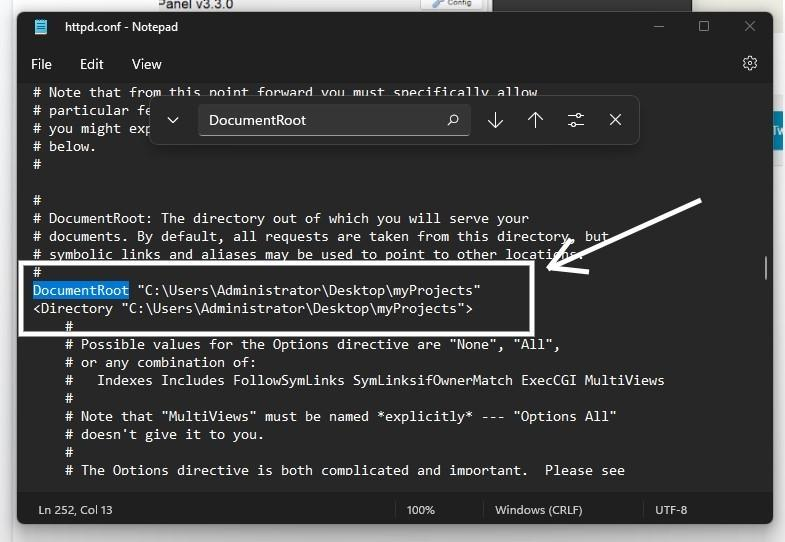 Panel v3.3.0
Config
httpd.conf - Notepad
File Edit View
# Note that from this point forward you must specifically allow
# particular fe
# you might exp
# below.
#
DocumentRoot
#
# DocumentRoot: The directory out of which you will serve your
# documents. By default, all requests are taken from this directory, but
# symbolic links and aliases may be used to point to other locations.
#
DocumentRoot "C:\Users\Administrator\Desktop\myProjects"
<Directory "C:\Users\Administrator\Desktop\myProjects">
#
# Possible values for the Options directive are "None", "All",
# or any combination of:
#   Indexes Includes FollowSymLinks SymLinksifOwnerMatch ExecCGI MultiViews
#
# Note that "MultiViews" must be named *explicitly* --- "Options All"
# doesn't give it to you.
#
# The Options directive is both complicated and important.  Please see
Ln 252, Col 13
100%
Windows (CRLF)
UTF-8